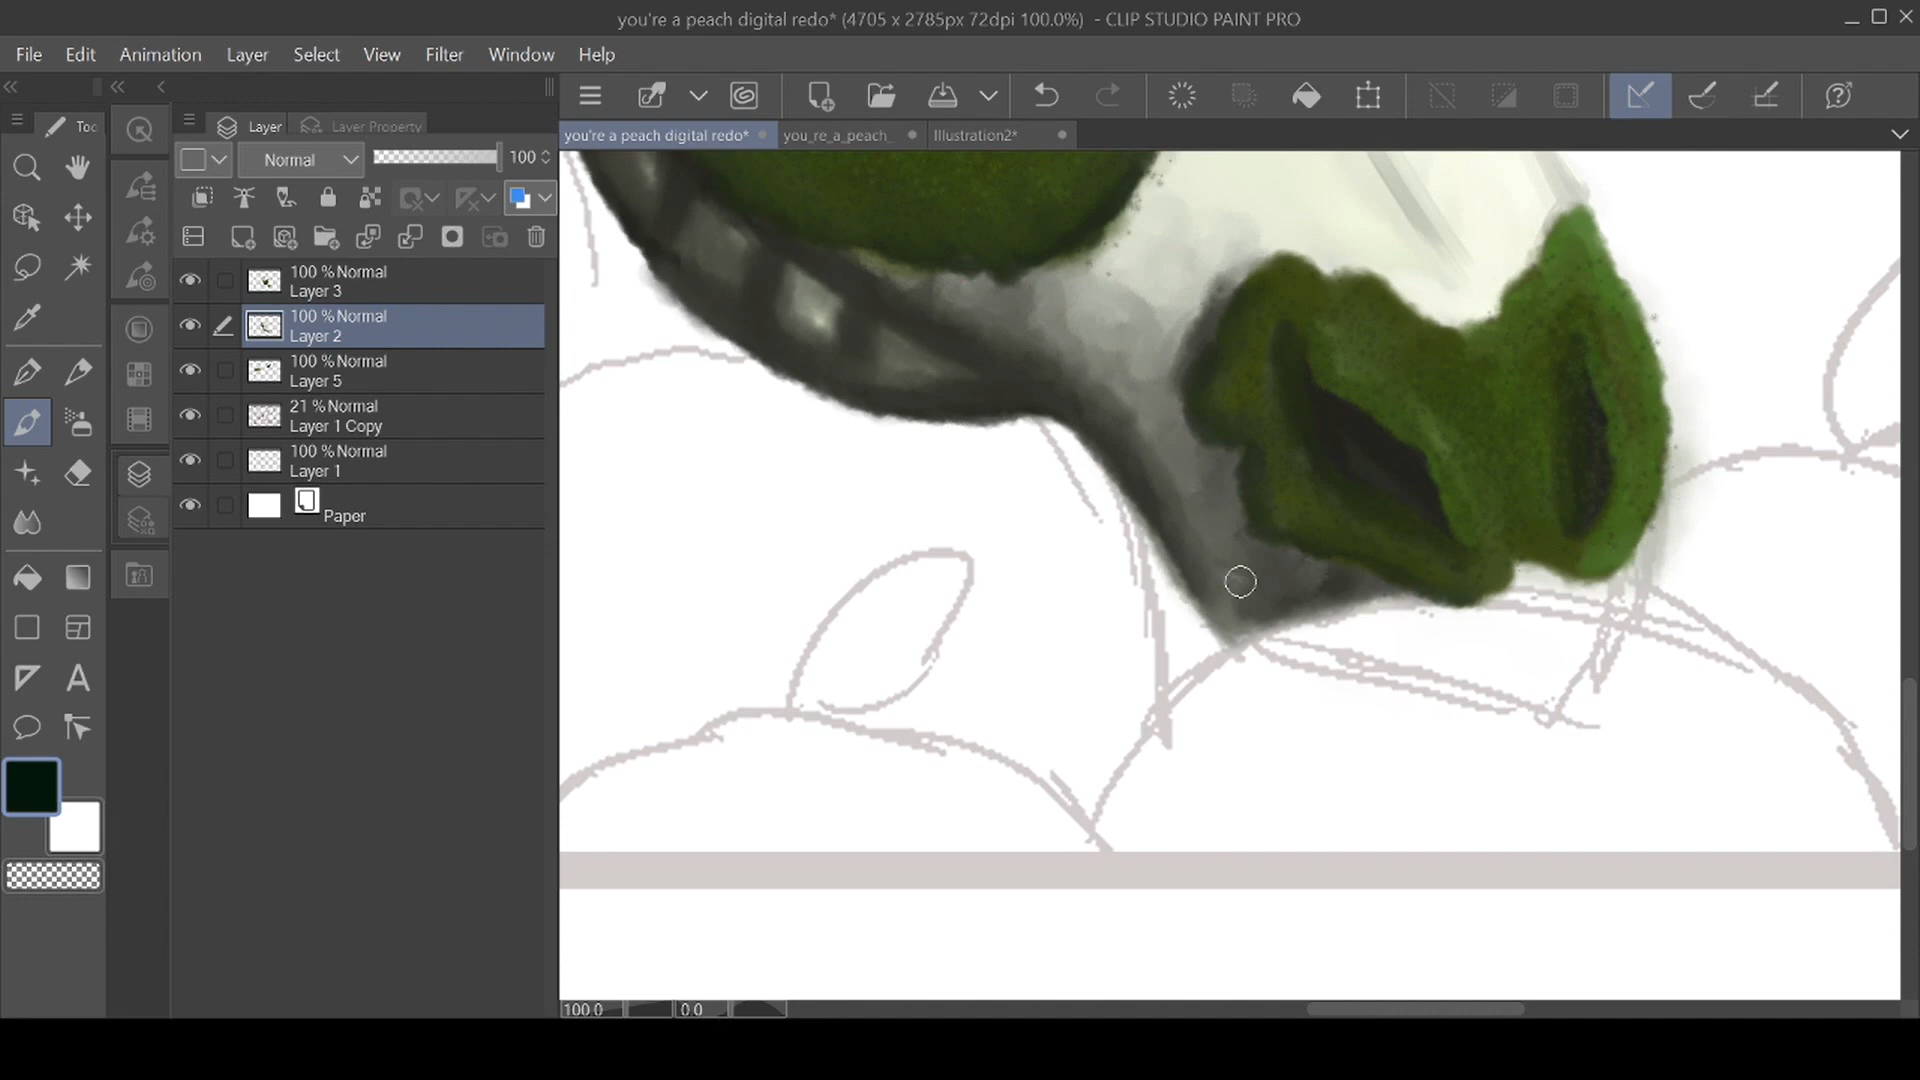 you're a peach digital redo* (4705 x 2785px 72dpi 100.0%) - CLIP STUDIO PAINT PRO
File Edit Animation Layer Select View Filter Window Help
Too
Layer
Layer Property
Normal
100
you're a peach digital redo*
you_re_a_peach_
Illustration2*
100 % Normal
Layer 3
100 % Normal
Layer 2
100 % Normal
Layer 5
21 % Normal
Layer 1 Copy
100 % Normal
Layer 1
Paper
100.0
0.0